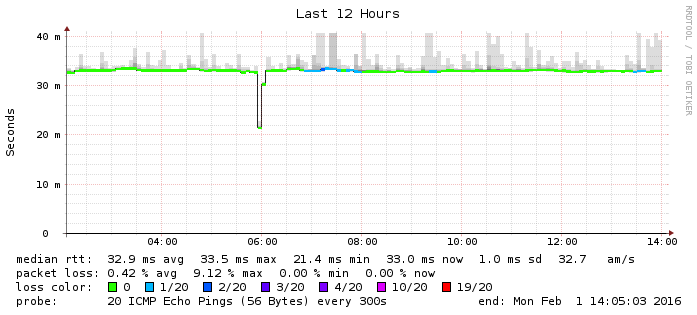 Last 12 Hours
RRDTOOL / TOBI OETIKER
Seconds
40 m
30 m
20 m
10 m
0
04:00 06:00 08:00 10:00 12:00 14:00
median rtt: 32.9 ms avg 33.5 ms max 21.4 ms min 33.0 ms now 1.0 ms sd 32.7 am/s
packet loss: 0.42 % avg 9.12 % max 0.00 % min 0.00 % now
loss color: 0 1/20 2/20 3/20 4/20 10/20 19/20
probe: 20 ICMP Echo Pings (56 Bytes) every 300s end: Mon Feb 1 14:05:03 2016